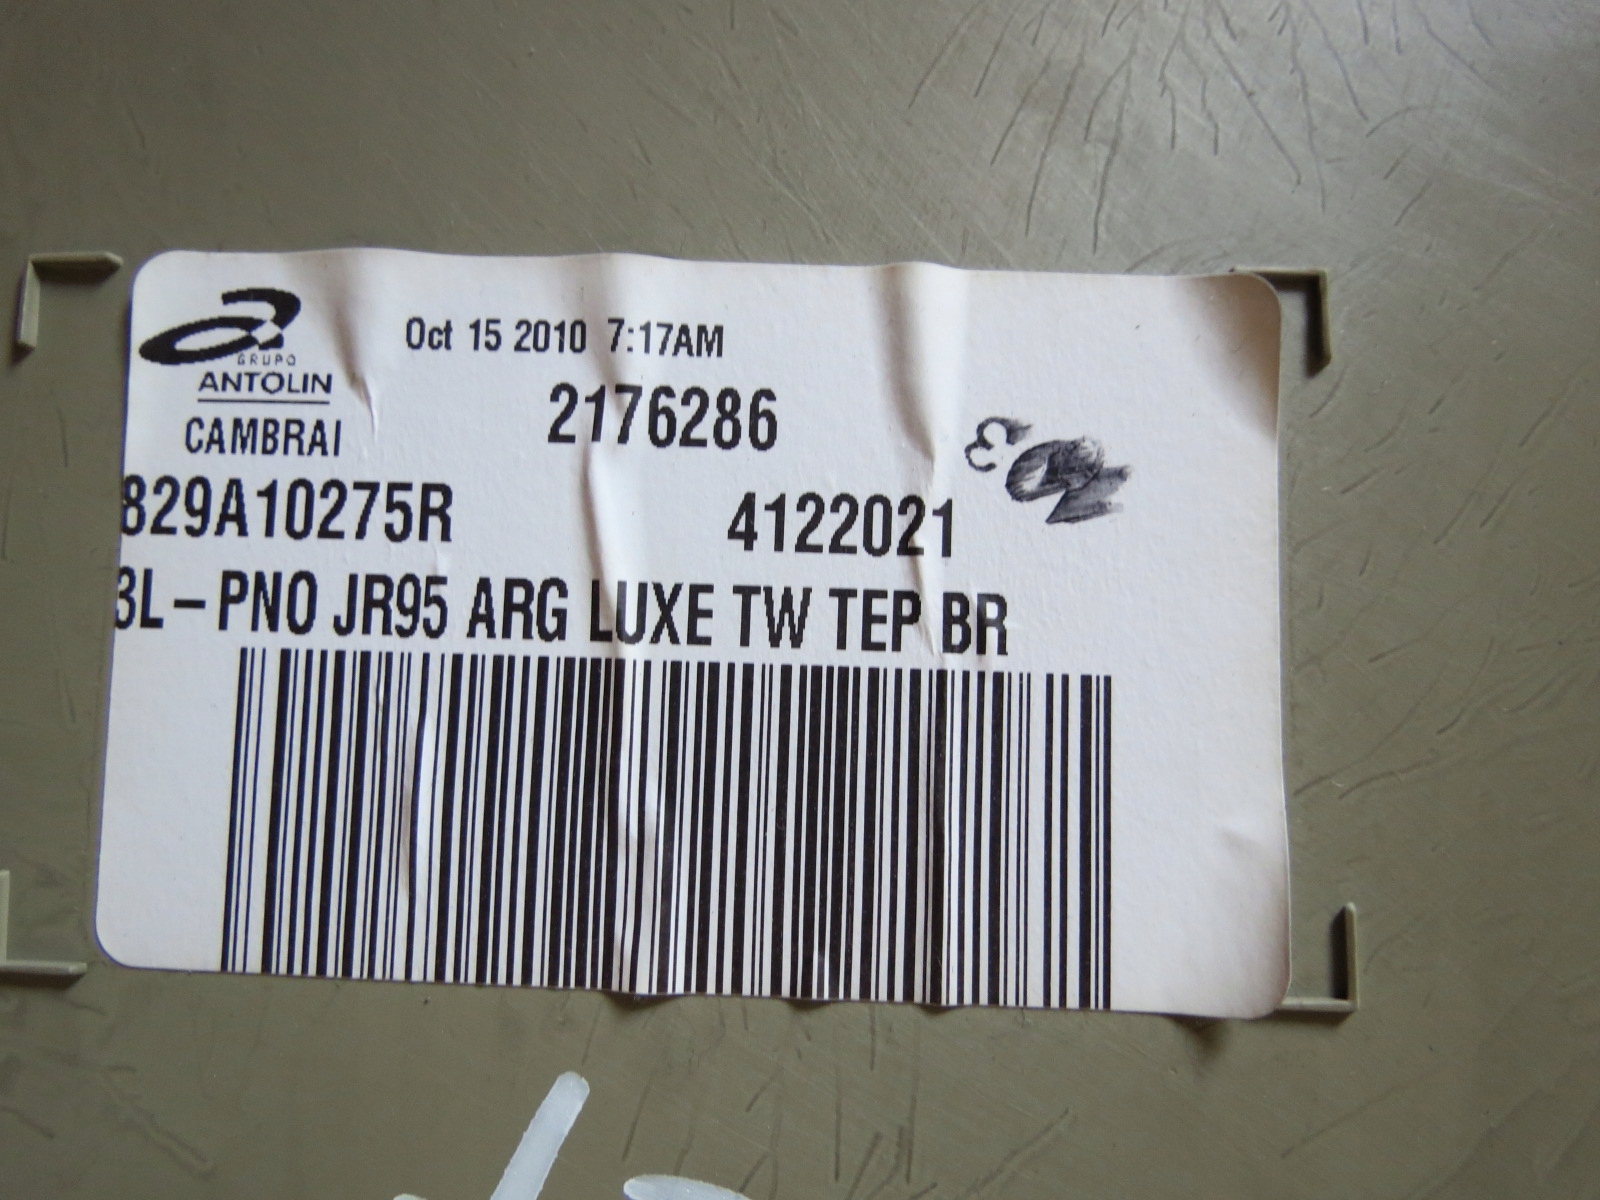 GRUPO
ANTOLIN
CAMBRAI
Oct 15 2010 7:17AM
2176286
829A10275R 4122021
3L-PNO JR95 ARG LUXE TW TEP BR